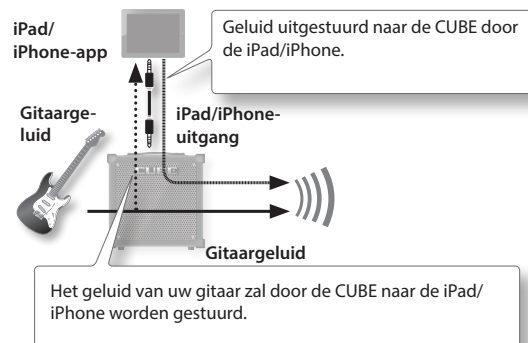 iPad/
iPhone-app
Geluid uitgestuurd naar de CUBE door
de iPad/iPhone.
Gitaarge-
luid
iPad/iPhone-
uitgang
CUBE
Gitaargeluid
Het geluid van uw gitaar zal door de CUBE naar de iPad/
iPhone worden gestuurd.